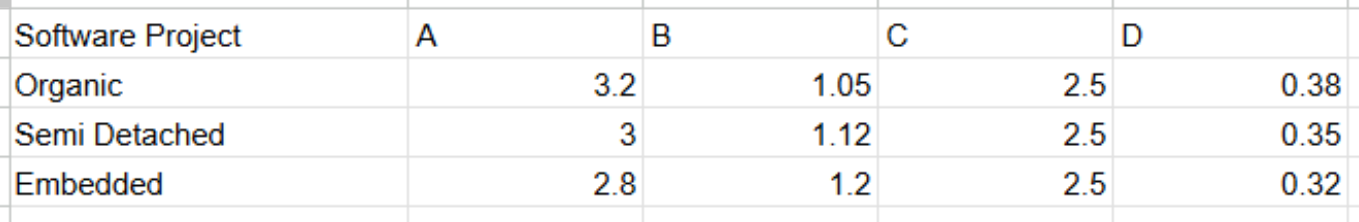 Software Project A B C D
Organic 3.2 1.05 2.5 0.38
Semi Detached 3 1.12 2.5 0.35
Embedded 2.8 1.2 2.5 0.32